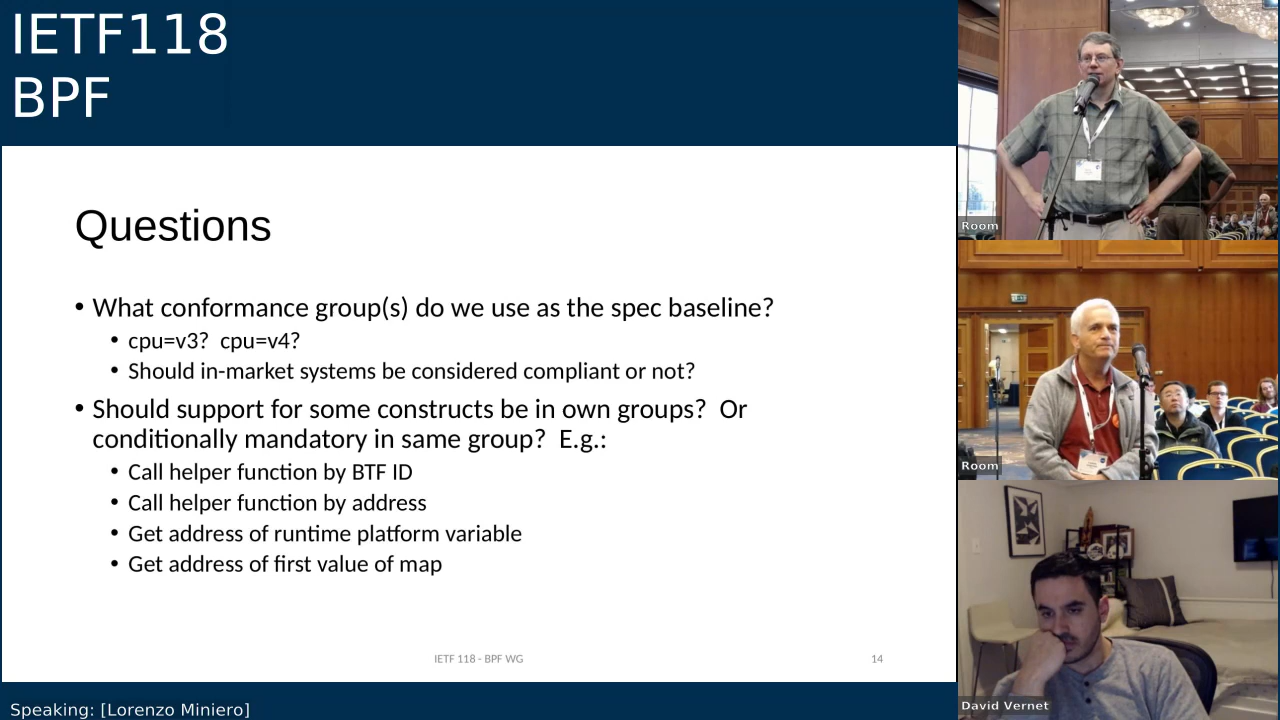 IETF118
BPF
Questions
• What conformance group(s) do we use as the spec baseline?
• cpu=v3?  cpu=v4?
• Should in-market systems be considered compliant or not?
• Should support for some constructs be in own groups?  Or
conditionally mandatory in same group?  E.g.:
• Call helper function by BTF ID
• Call helper function by address
• Get address of runtime platform variable
• Get address of first value of map
IETF 118 - BPF WG
14
Speaking: [Lorenzo Miniero]
Room
Room
David Vernet